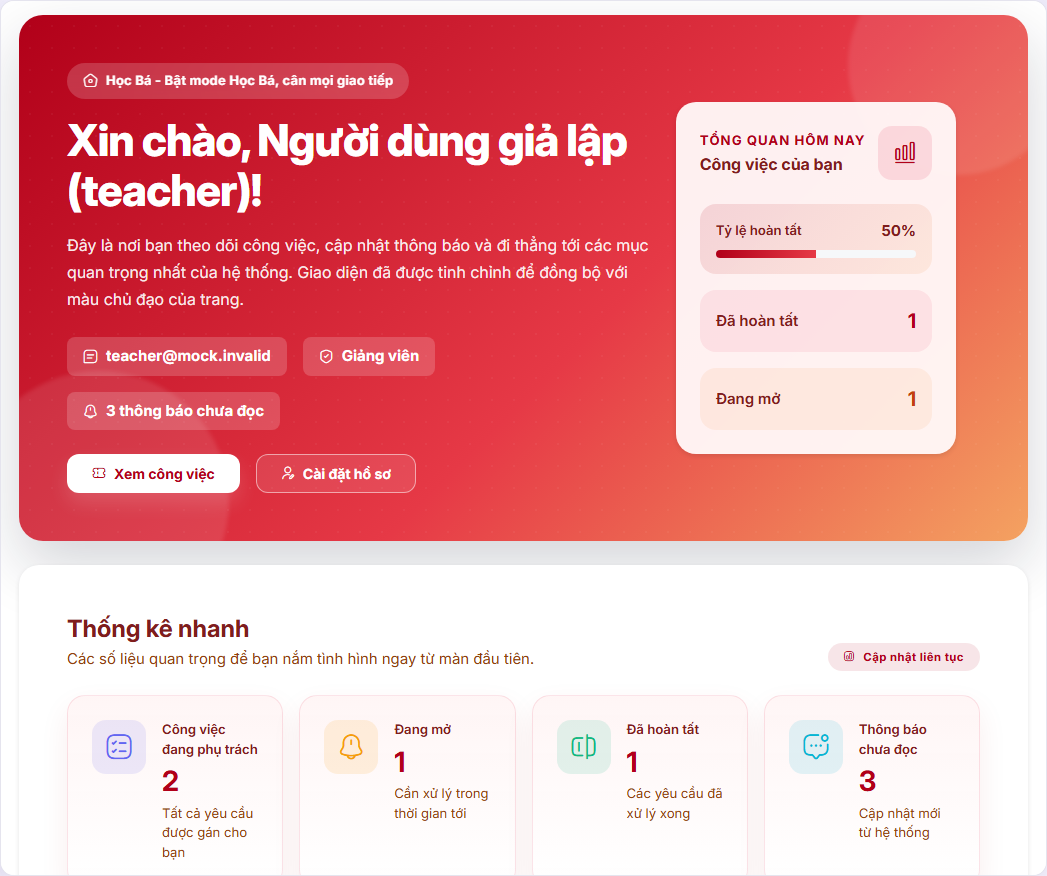 Học Bá - Bật mode Học Bá, cân mọi giao tiếp
Xin chào, Người dùng giả lập
(teacher)!
Đây là nơi bạn theo dõi công việc, cập nhật thông báo và đi thẳng tới các mục
quan trọng nhất của hệ thống. Giao diện đã được tinh chỉnh để đồng bộ với
màu chủ đạo của trang.
teacher@mock.invalid
Giảng viên
3 thông báo chưa đọc
Xem công việc
Cài đặt hồ sơ
TỔNG QUAN HÔM NAY
Công việc của bạn
Tỷ lệ hoàn tất 50%
Đã hoàn tất 1
Đang mở 1
Thống kê nhanh
Các số liệu quan trọng để bạn nắm tình hình ngay từ màn đầu tiên.
Cập nhật liên tục
Công việc
đang phụ trách
2
Tất cả yêu cầu
được gán cho
bạn
Đang mở
1
Cần xử lý trong
thời gian tới
Đã hoàn tất
1
Các yêu cầu đã
xử lý xong
Thông báo
chưa đọc
3
Cập nhật mới
từ hệ thống